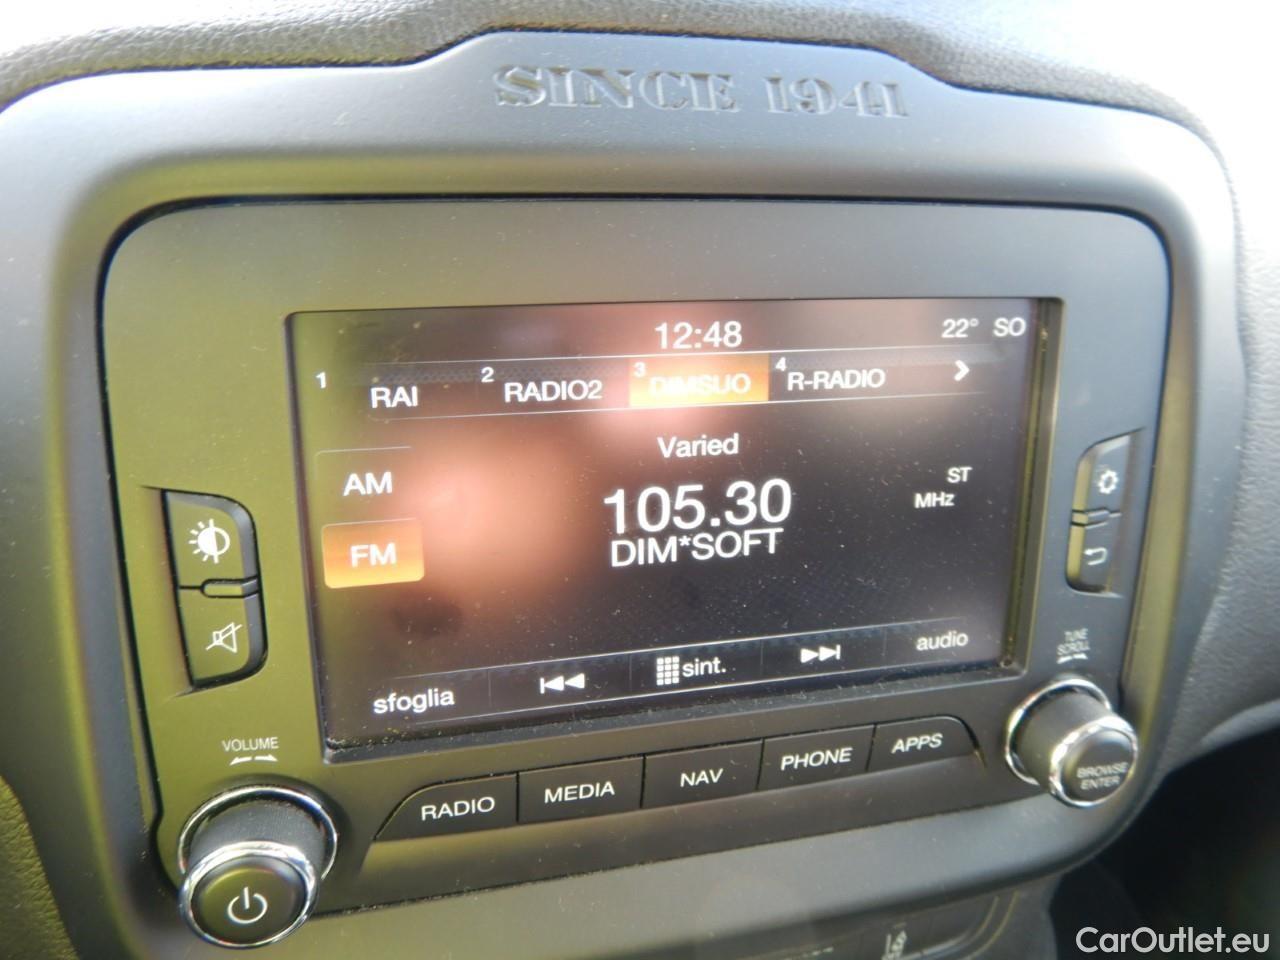 SINCE 1941
12:48 22° SO
1 RAI 2 RADIO2 3 DIMSUO 4 R-RADIO
Varied
AM
105.30 MHz ST
FM
DIM*SOFT
sfoglia sint. audio
VOLUME
TUNE
SCROLL
RADIO MEDIA NAV PHONE APPS
BROWSE
ENTER
CarOutlet.eu